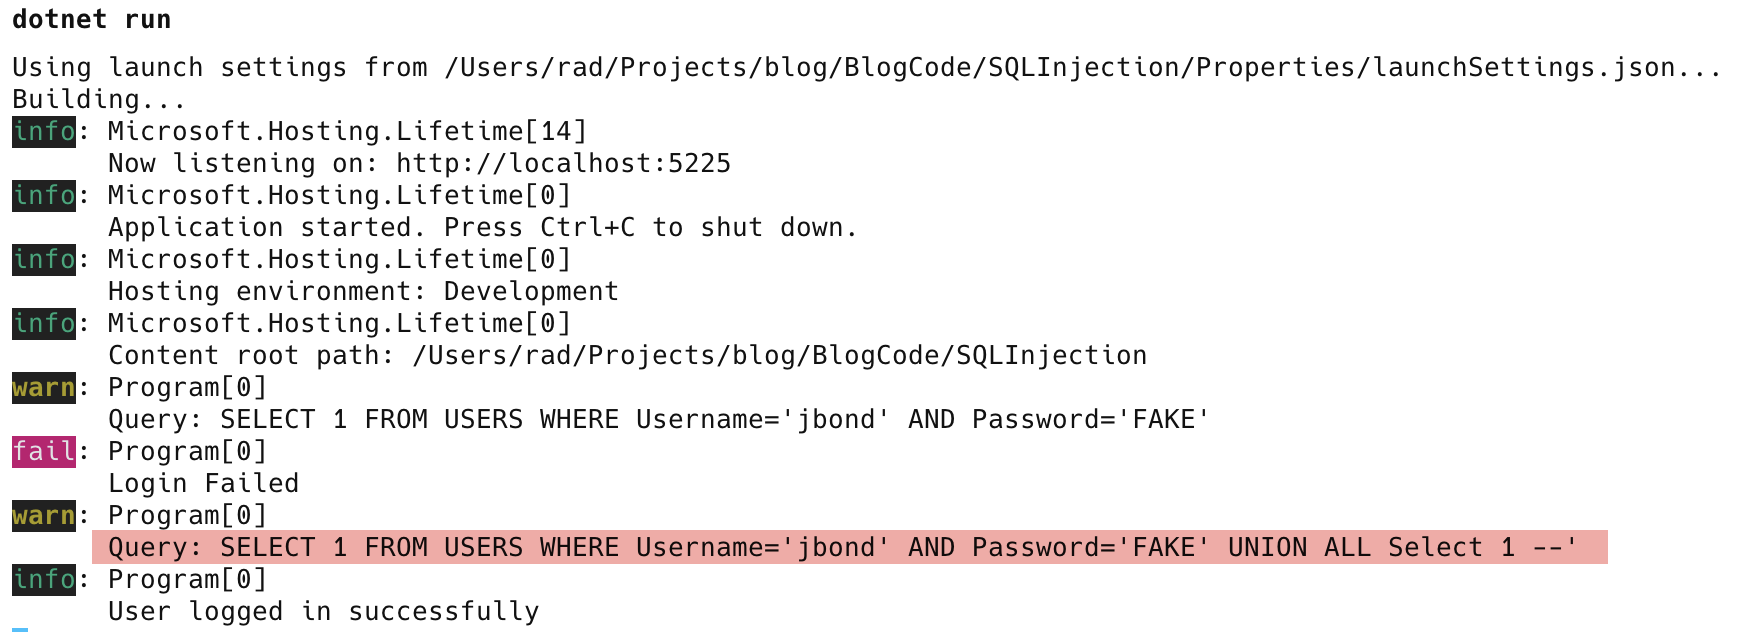 dotnet run
Using launch settings from /Users/rad/Projects/blog/BlogCode/SQLInjection/Properties/launchSettings.json...
Building...
info: Microsoft.Hosting.Lifetime[14]
      Now listening on: http://localhost:5225
info: Microsoft.Hosting.Lifetime[0]
      Application started. Press Ctrl+C to shut down.
info: Microsoft.Hosting.Lifetime[0]
      Hosting environment: Development
info: Microsoft.Hosting.Lifetime[0]
      Content root path: /Users/rad/Projects/blog/BlogCode/SQLInjection
warn: Program[0]
      Query: SELECT 1 FROM USERS WHERE Username='jbond' AND Password='FAKE'
fail: Program[0]
      Login Failed
warn: Program[0]
      Query: SELECT 1 FROM USERS WHERE Username='jbond' AND Password='FAKE' UNION ALL Select 1 --'
info: Program[0]
      User logged in successfully